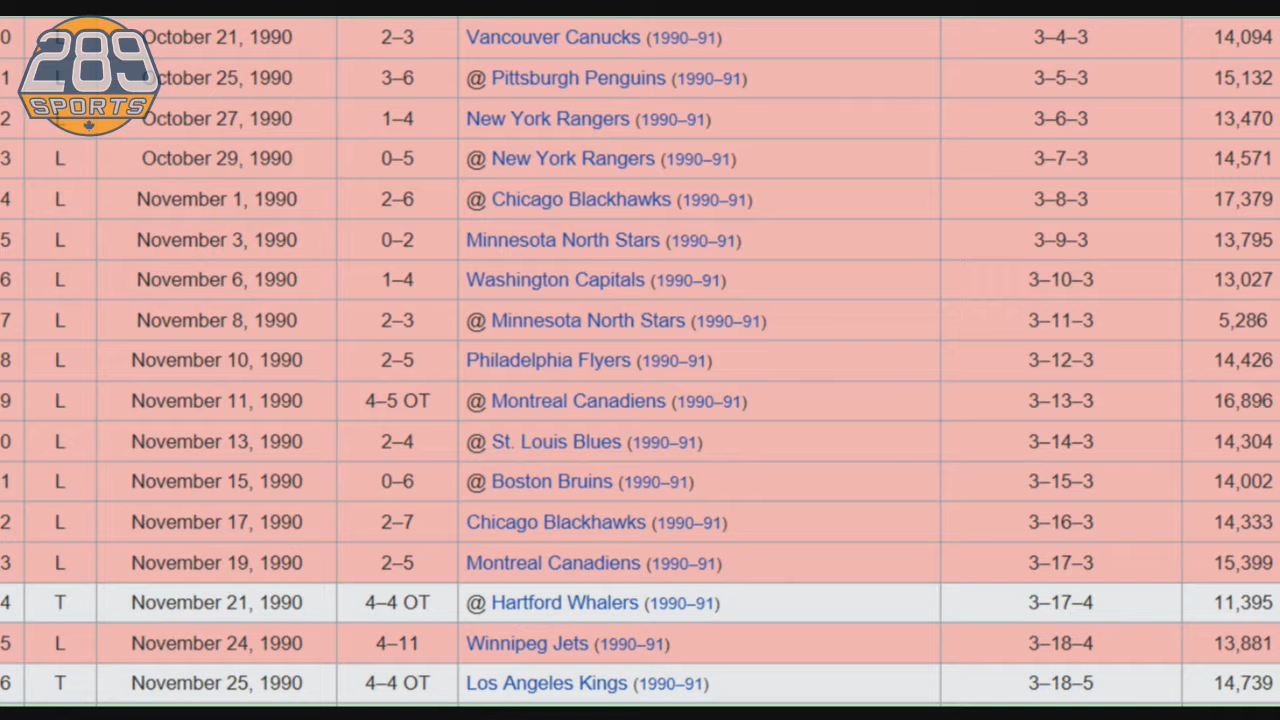 289
SPORTS
0 L October 21, 1990 2–3 Vancouver Canucks (1990–91) 3–4–3 14,094
1 October 25, 1990 3–6 @ Pittsburgh Penguins (1990–91) 3–5–3 15,132
2 L October 27, 1990 1–4 New York Rangers (1990–91) 3–6–3 13,470
3 L October 29, 1990 0–5 @ New York Rangers (1990–91) 3–7–3 14,571
4 L November 1, 1990 2–6 @ Chicago Blackhawks (1990–91) 3–8–3 17,379
5 L November 3, 1990 0–2 Minnesota North Stars (1990–91) 3–9–3 13,795
6 L November 6, 1990 1–4 Washington Capitals (1990–91) 3–10–3 13,027
7 L November 8, 1990 2–3 @ Minnesota North Stars (1990–91) 3–11–3 5,286
8 L November 10, 1990 2–5 Philadelphia Flyers (1990–91) 3–12–3 14,426
9 L November 11, 1990 4–5 OT @ Montreal Canadiens (1990–91) 3–13–3 16,896
0 L November 13, 1990 2–4 @ St. Louis Blues (1990–91) 3–14–3 14,304
1 L November 15, 1990 0–6 @ Boston Bruins (1990–91) 3–15–3 14,002
2 L November 17, 1990 2–7 Chicago Blackhawks (1990–91) 3–16–3 14,333
3 L November 19, 1990 2–5 Montreal Canadiens (1990–91) 3–17–3 15,399
4 T November 21, 1990 4–4 OT @ Hartford Whalers (1990–91) 3–17–4 11,395
5 L November 24, 1990 4–11 Winnipeg Jets (1990–91) 3–18–4 13,881
6 T November 25, 1990 4–4 OT Los Angeles Kings (1990–91) 3–18–5 14,739